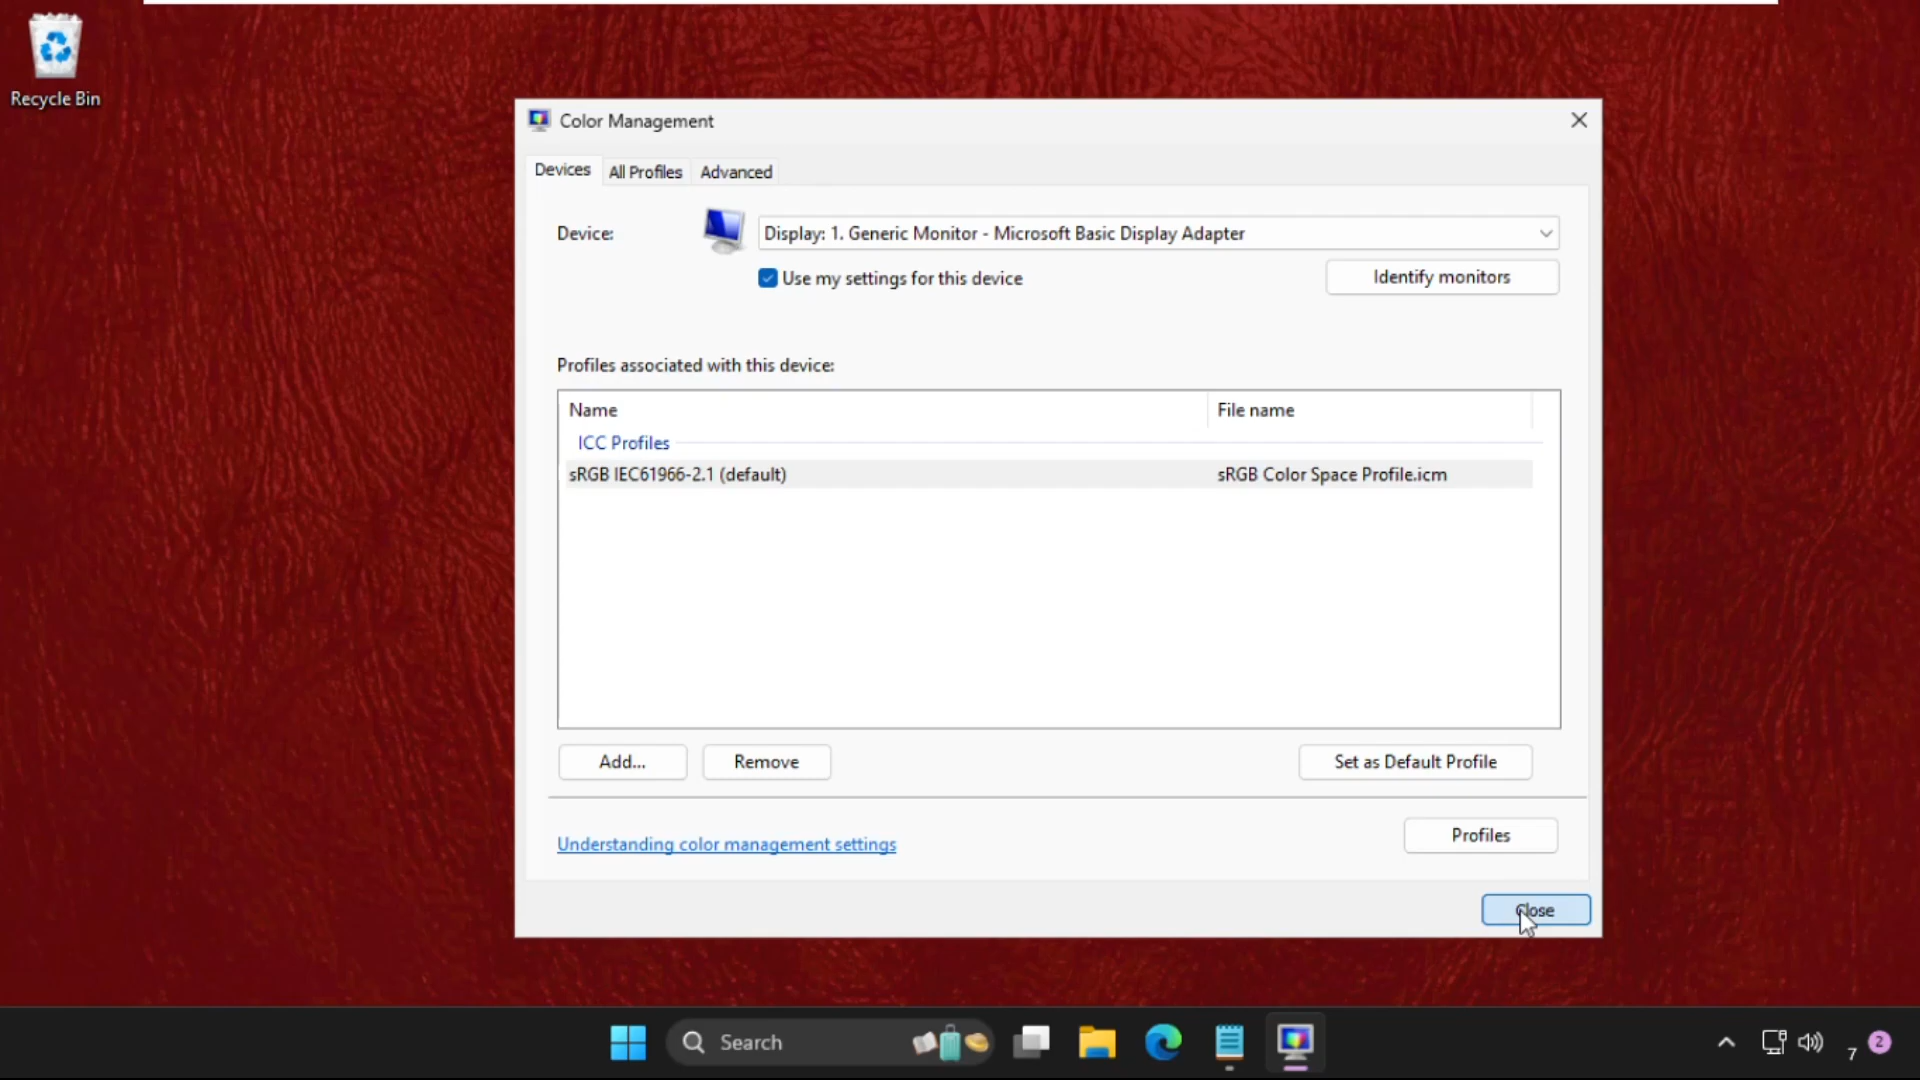 Recycle Bin
Color Management
Devices
All Profiles
Advanced
Device:
Display: 1. Generic Monitor - Microsoft Basic Display Adapter
Use my settings for this device
Identify monitors
Profiles associated with this device:
Name
File name
ICC Profiles
sRGB IEC61966-2.1 (default)
sRGB Color Space Profile.icm
Add...
Remove
Set as Default Profile
Understanding color management settings
Profiles
Close
Search
7
2